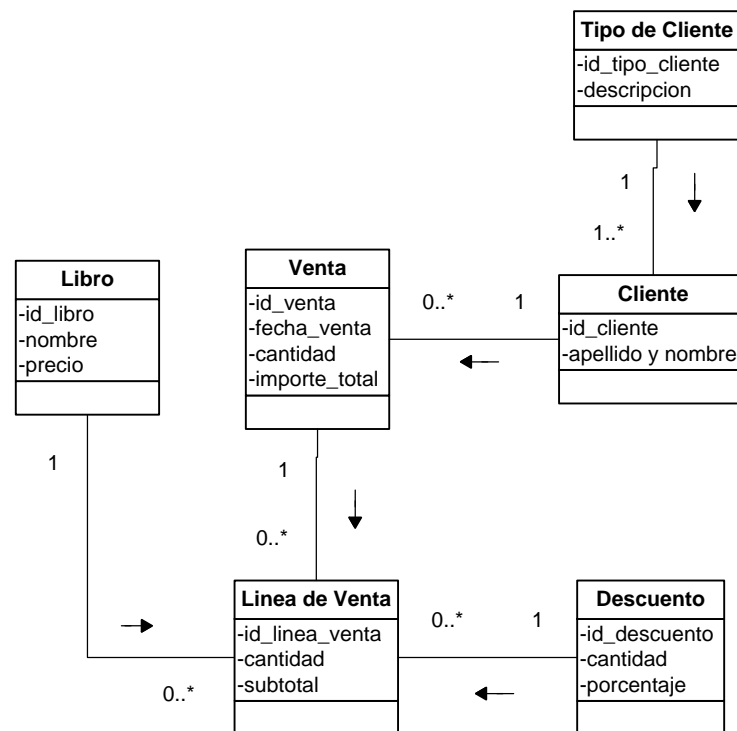 Tipo de Cliente
-id_tipo_cliente
-descripcion
1
1..*
Libro
-id_libro
-nombre
-precio
Venta
-id_venta
-fecha_venta
-cantidad
-importe_total
0..*
1
Cliente
-id_cliente
-apellido y nombre
1
1
0..*
Linea de Venta
-id_linea_venta
-cantidad
-subtotal
0..*
0..*
1
Descuento
-id_descuento
-cantidad
-porcentaje